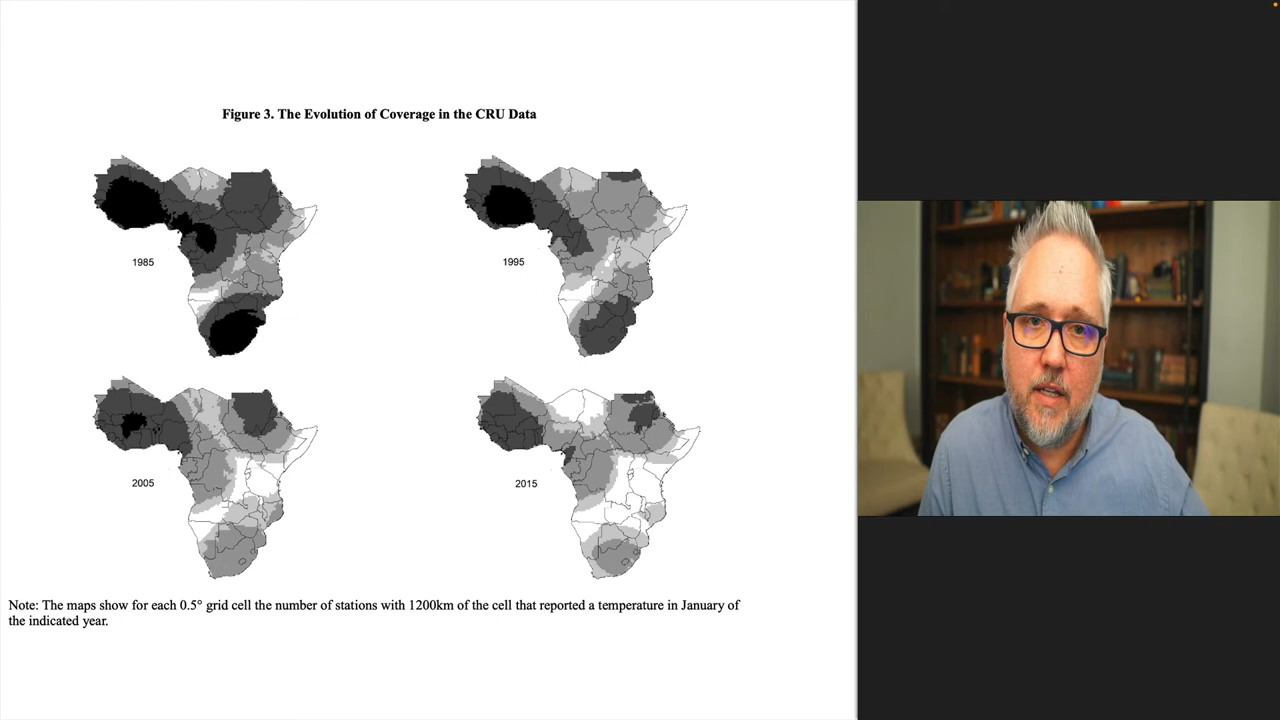 Figure 3. The Evolution of Coverage in the CRU Data
1985
1995
2005
2015
Note: The maps show for each 0.5° grid cell the number of stations with 1200km of the cell that reported a temperature in January of
the indicated year.